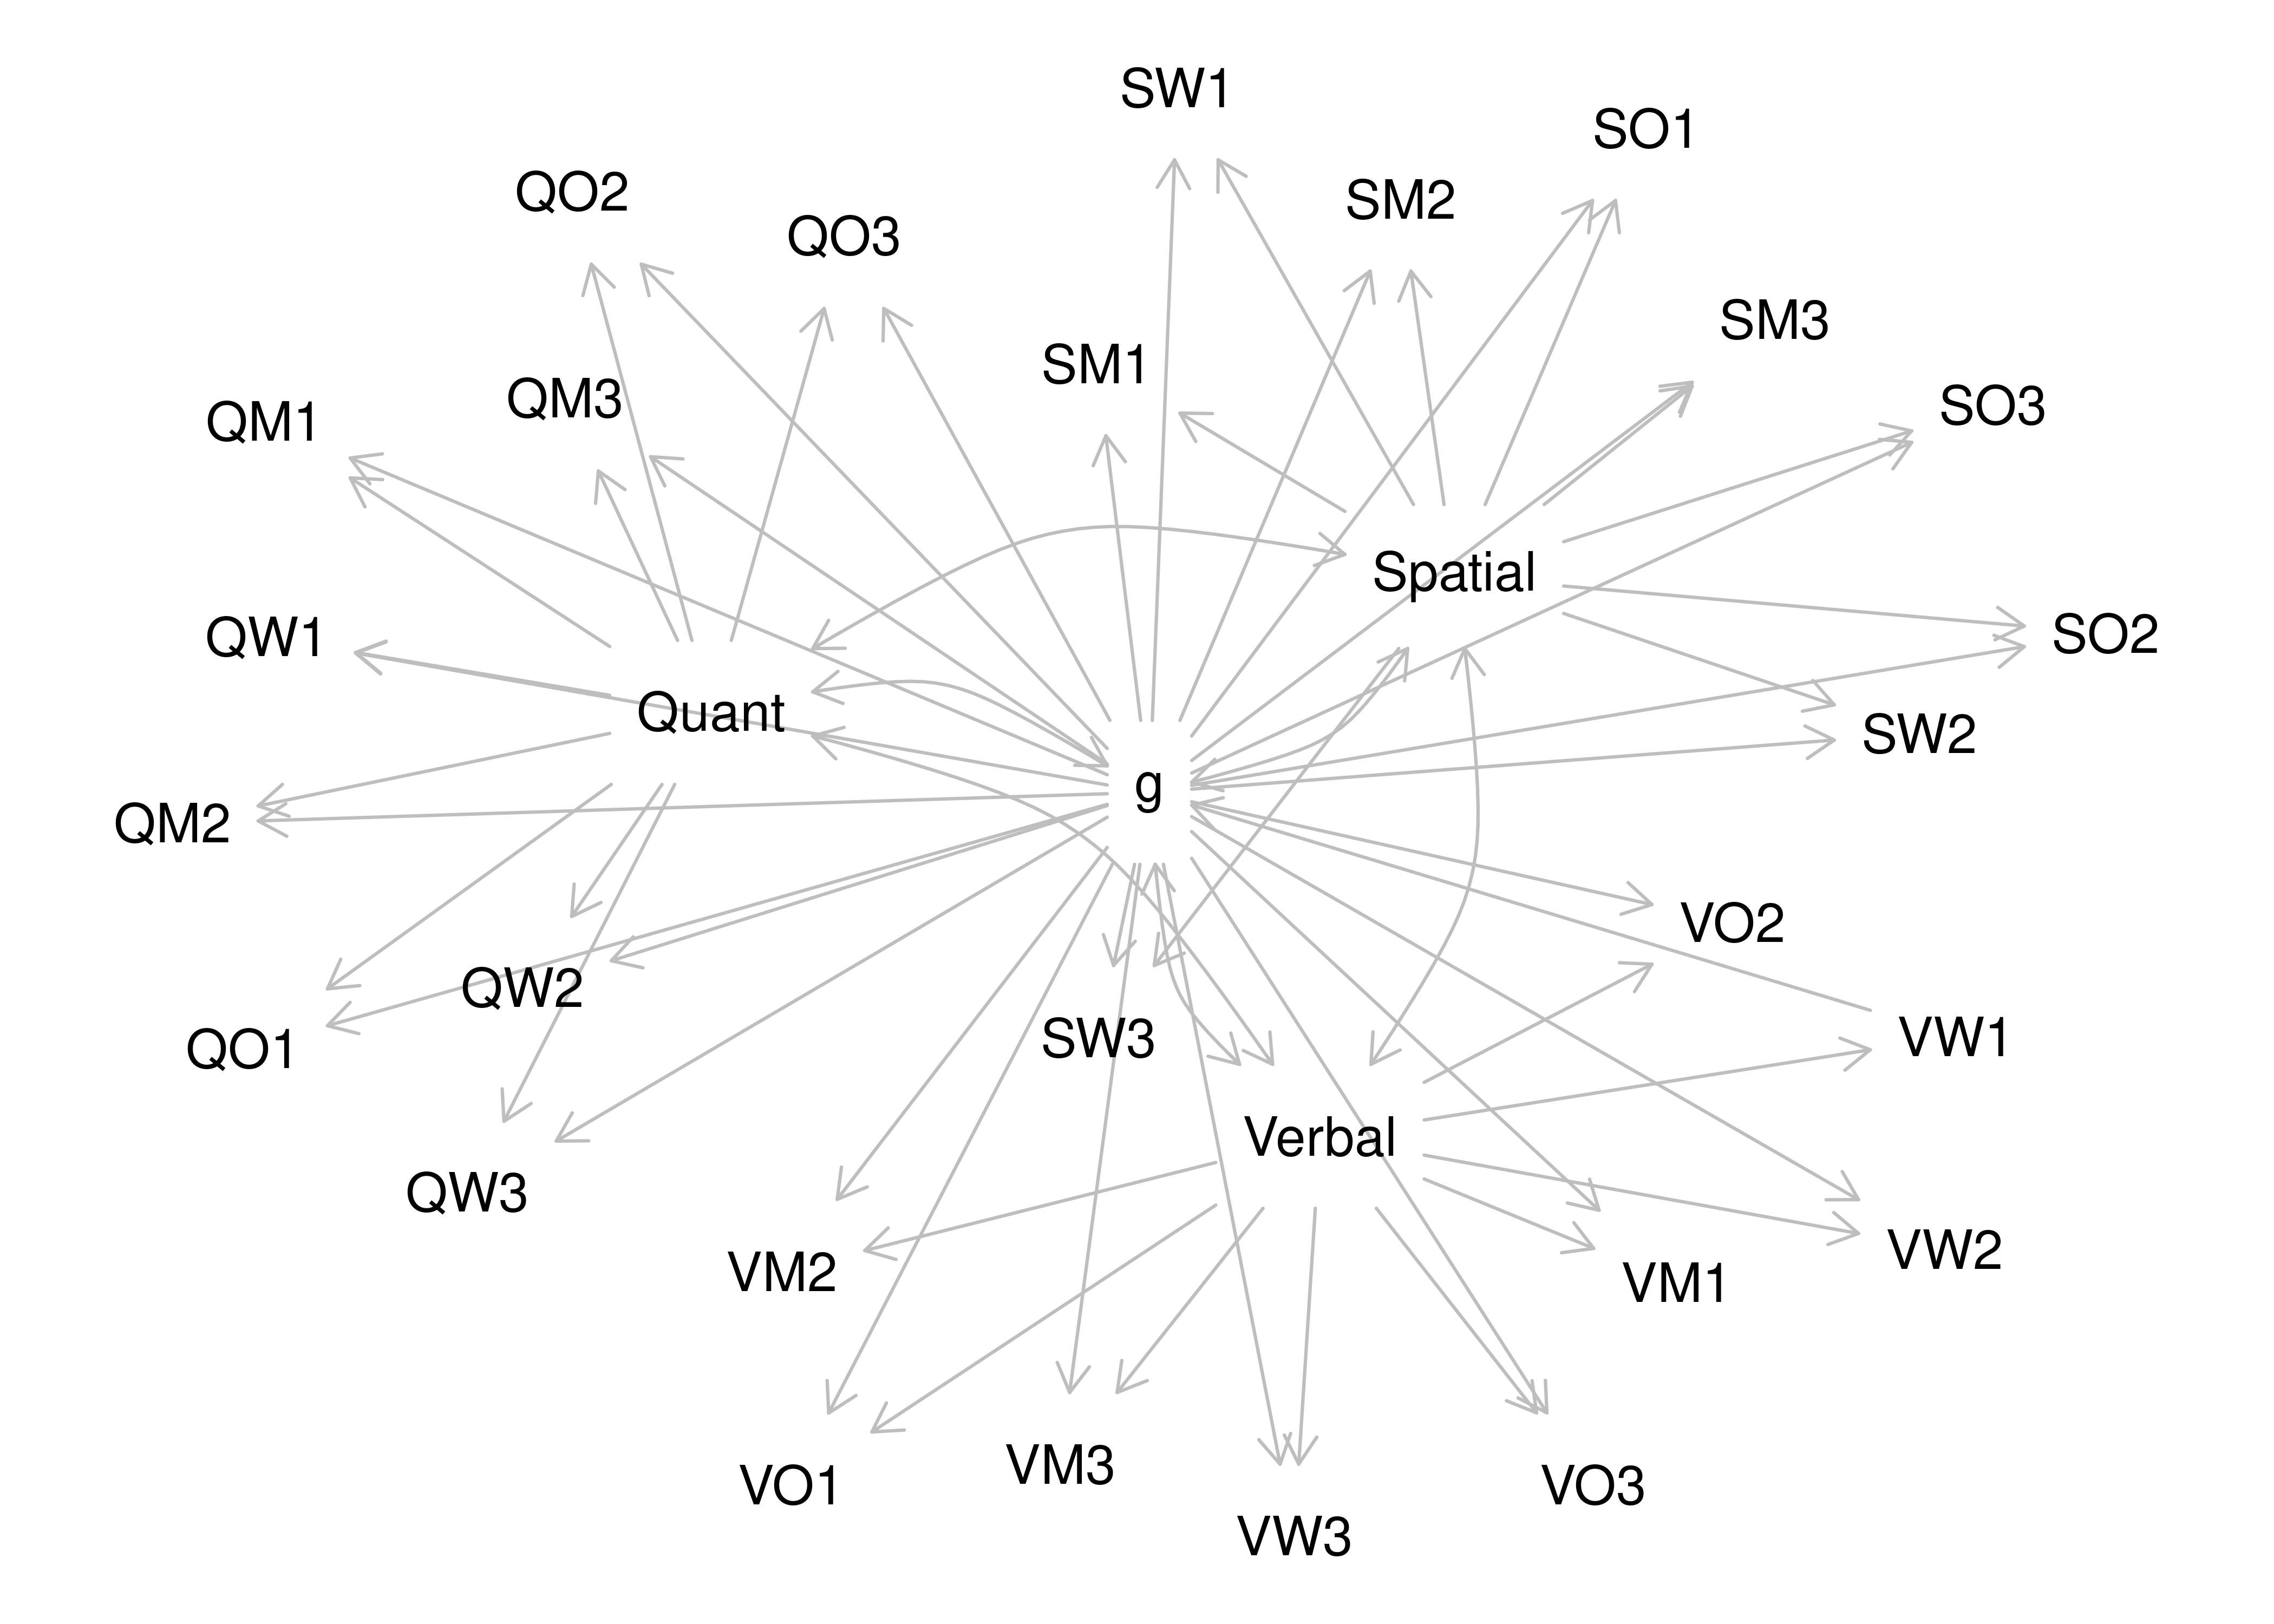 SW1
SO1
QO2
SM2
QO3
SM3
SM1
QM3
SO3
QM1
Spatial
QW1
SO2
Quant
SW2
g
QM2
VO2
QW2
SW3
VW1
QO1
Verbal
QW3
VW2
VM2
VM1
VM3
VO1
VO3
VW3